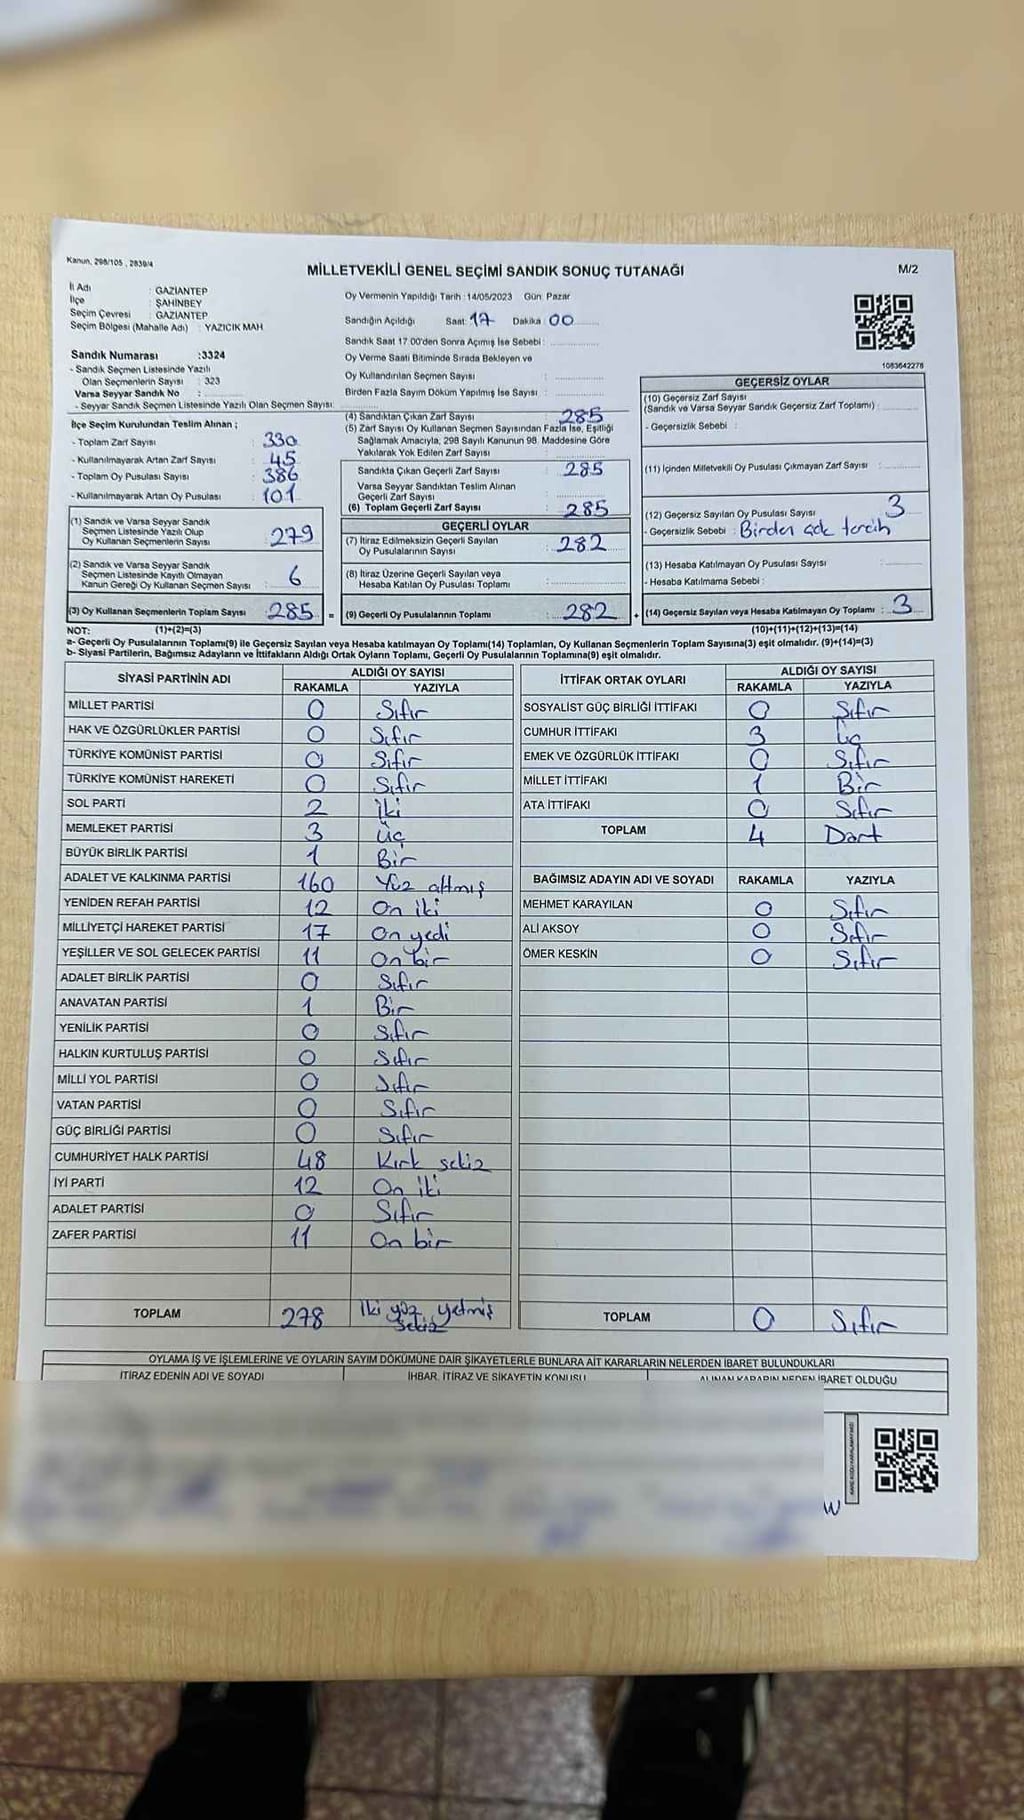 Kanun, 298/105 , 2839/4
MİLLETVEKİLİ GENEL SEÇİMİ SANDIK SONUÇ TUTANAĞI
M/2
İl Adı : GAZİANTEP
İlçe : ŞAHİNBEY
Seçim Çevresi : GAZİANTEP
Seçim Bölgesi (Mahalle Adı) : YAZICIK MAH
Sandık Numarası :3324
- Sandık Seçmen Listesinde Yazılı
Olan Seçmenlerin Sayısı : 323
Varsa Seyyar Sandık No :
- Seyyar Sandık Seçmen Listesinde Yazılı Olan Seçmen Sayısı:
İlçe Seçim Kurulundan Teslim Alınan ;
- Toplam Zarf Sayısı : 330
- Kullanılmayarak Artan Zarf Sayısı : 45
- Toplam Oy Pusulası Sayısı : 386
- Kullanılmayarak Artan Oy Pusulası : 101
(1) Sandık ve Varsa Seyyar Sandık
Seçmen Listesinde Yazılı Olup
Oy Kullanan Seçmenlerin Sayısı : 279
(2) Sandık ve Varsa Seyyar Sandık
Seçmen Listesinde Kayıtlı Olmayan
Kanun Gereği Oy Kullanan Seçmen Sayısı : 6
(3) Oy Kullanan Seçmenlerin Toplam Sayısı : 285 =
Oy Vermenin Yapıldığı Tarih : 14/05/2023 Gün: Pazar
Sandığın Açıldığı Saat: 17 Dakika : 00
Sandık Saat 17.00'den Sonra Açımış İse Sebebi :
Oy Verme Saati Bitiminde Sırada Bekleyen ve
Oy Kullandırılan Seçmen Sayısı :
Birden Fazla Sayım Döküm Yapılmış İse Sayısı :
(4) Sandıktan Çıkan Zarf Sayısı : 285
(5) Zarf Sayısı Oy Kullanan Seçmen Sayısından Fazla İse, Eşitliği
Sağlamak Amacıyla, 298 Sayılı Kanunun 98. Maddesine Göre
Yakılarak Yok Edilen Zarf Sayısı :
Sandıkta Çıkan Geçerli Zarf Sayısı : 285
Varsa Seyyar Sandıktan Teslim Alınan
Geçerli Zarf Sayısı :
(6) Toplam Geçerli Zarf Sayısı : 285
GEÇERLİ OYLAR
(7) İtiraz Edilmeksizin Geçerli Sayılan
Oy Pusulalarının Sayısı : 282
(8) İtiraz Üzerine Geçerli Sayılan veya
Hesaba Katılan Oy Pusulası Toplamı :
(9) Geçerli Oy Pusulalarının Toplamı : 282 +
1083642278
GEÇERSİZ OYLAR
(10) Geçersiz Zarf Sayısı
(Sandık ve Varsa Seyyar Sandık Geçersiz Zarf Toplamı) :
- Geçersizlik Sebebi :
(11) İçinden Milletvekili Oy Pusulası Çıkmayan Zarf Sayısı :
(12) Geçersiz Sayılan Oy Pusulası Sayısı : 3
- Geçersizlik Sebebi : Birden çok tercih
(13) Hesaba Katılmayan Oy Pusulası Sayısı :
- Hesaba Katılmama Sebebi :
(14) Geçersiz Sayılan veya Hesaba Katılmayan Oy Toplamı : 3
NOT: (1)+(2)=(3) (10)+(11)+(12)+(13)=(14)
a- Geçerli Oy Pusulalarının Toplamı(9) ile Geçersiz Sayılan veya Hesaba katılmayan Oy Toplamı(14) Toplamları, Oy Kullanan Seçmenlerin Toplam Sayısına(3) eşit olmalıdır. (9)+(14)=(3)
b- Siyasi Partilerin, Bağımsız Adayların ve İttifakların Aldığı Ortak Oyların Toplamı, Geçerli Oy Pusulalarının Toplamına(9) eşit olmalıdır.
SİYASİ PARTİNİN ADI ALDIĞI OY SAYISI
RAKAMLA YAZIYLA
MİLLET PARTİSİ 0 Sıfır
HAK VE ÖZGÜRLÜKLER PARTİSİ 0 Sıfır
TÜRKİYE KOMÜNİST PARTİSİ 0 Sıfır
TÜRKİYE KOMÜNİST HAREKETİ 0 Sıfır
SOL PARTİ 2 İki
MEMLEKET PARTİSİ 3 Üç
BÜYÜK BİRLİK PARTİSİ 1 Bir
ADALET VE KALKINMA PARTİSİ 160 Yüz altmış
YENİDEN REFAH PARTİSİ 12 On iki
MİLLİYETÇİ HAREKET PARTİSİ 17 On yedi
YEŞİLLER VE SOL GELECEK PARTİSİ 11 On bir
ADALET BİRLİK PARTİSİ 0 Sıfır
ANAVATAN PARTİSİ 1 Bir
YENİLİK PARTİSİ 0 Sıfır
HALKIN KURTULUŞ PARTİSİ 0 Sıfır
MİLLİ YOL PARTİSİ 0 Sıfır
VATAN PARTİSİ 0 Sıfır
GÜÇ BİRLİĞİ PARTİSİ 0 Sıfır
CUMHURİYET HALK PARTİSİ 48 Kırk sekiz
İYİ PARTİ 12 On iki
ADALET PARTİSİ 0 Sıfır
ZAFER PARTİSİ 11 On bir
TOPLAM 278 İki yüz yetmiş
sekiz
İTTİFAK ORTAK OYLARI ALDIĞI OY SAYISI
RAKAMLA YAZIYLA
SOSYALİST GÜÇ BİRLİĞİ İTTİFAKI 0 Sıfır
CUMHUR İTTİFAKI 3 Üç
EMEK VE ÖZGÜRLÜK İTTİFAKI 0 Sıfır
MİLLET İTTİFAKI 1 Bir
ATA İTTİFAKI 0 Sıfır
TOPLAM 4 Dört
BAĞIMSIZ ADAYIN ADI VE SOYADI RAKAMLA YAZIYLA
MEHMET KARAYILAN 0 Sıfır
ALİ AKSOY 0 Sıfır
ÖMER KESKİN 0 Sıfır
TOPLAM 0 Sıfır
OYLAMA İŞ VE İŞLEMLERİNE VE OYLARIN SAYIM DÖKÜMÜNE DAİR ŞİKAYETLERLE BUNLARA AİT KARARLARIN NELERDEN İBARET BULUNDUKLARI
İTİRAZ EDENİN ADI VE SOYADI İHBAR, İTİRAZ VE ŞİKAYETİN KONUSU ALINAN KARARIN NEDEN İBARET OLDUĞU